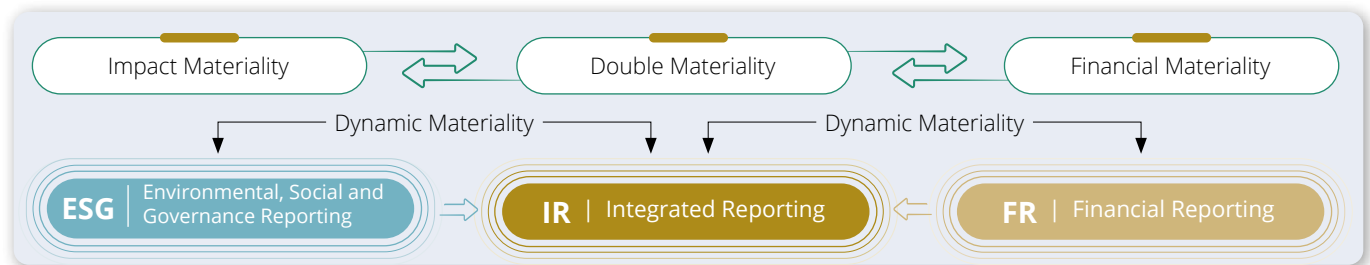 Impact Materiality
Double Materiality
Financial Materiality
Dynamic Materiality
Dynamic Materiality
ESG | Environmental, Social and
Governance Reporting
IR | Integrated Reporting
FR | Financial Reporting